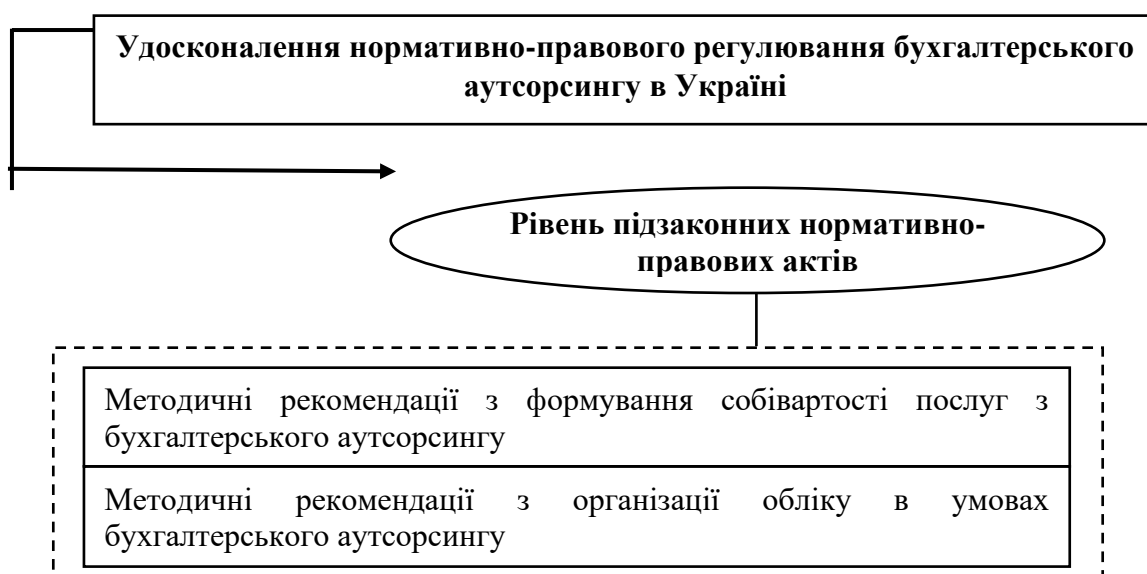 Удосконалення нормативно-правового регулювання бухгалтерського
аутсорсингу в Україні
Рівень підзаконних нормативно-
правових актів
Методичні рекомендації з формування собівартості послуг з
бухгалтерського аутсорсингу
Методичні рекомендації з організації обліку в умовах
бухгалтерського аутсорсингу